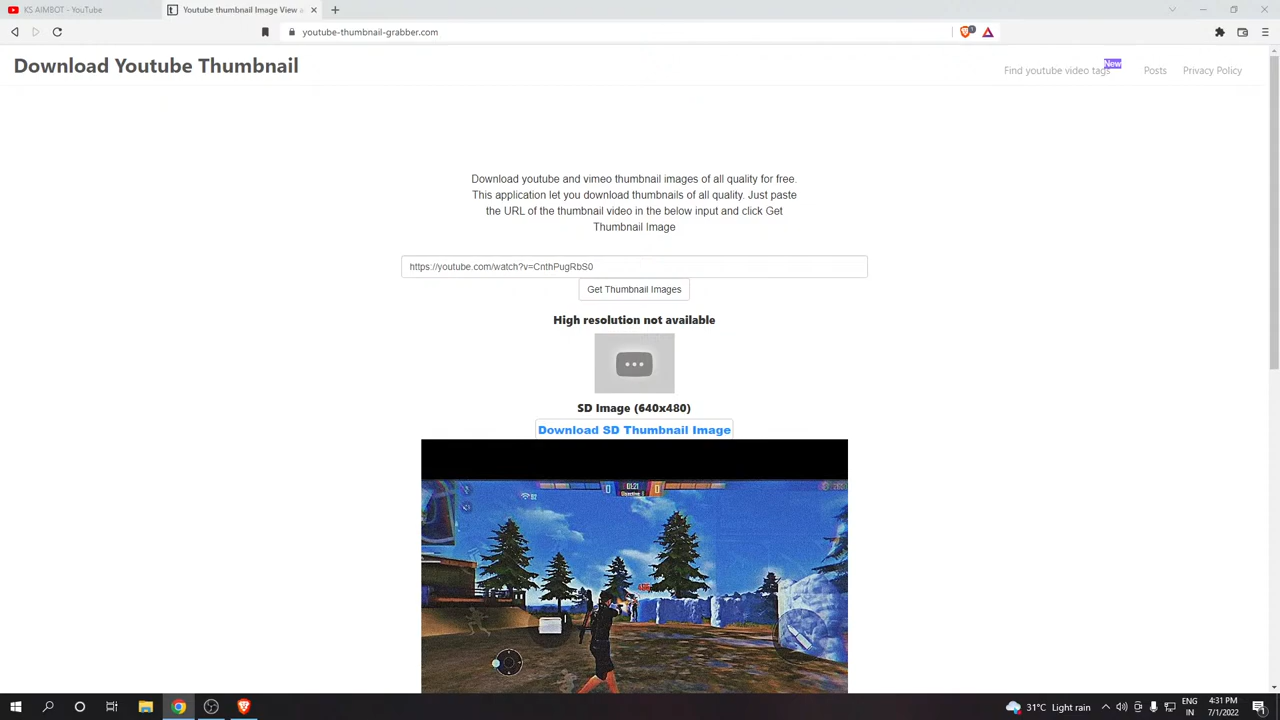 KS AIMBOT - YouTube
Youtube thumbnail Image View a
youtube-thumbnail-grabber.com
1
Download Youtube Thumbnail
Find youtube video tags
New
Posts
Privacy Policy
Download youtube and vimeo thumbnail images of all quality for free.
This application let you download thumbnails of all quality. Just paste
the URL of the thumbnail video in the below input and click Get
Thumbnail Image
https://youtube.com/watch?v=CnthPugRbS0
Get Thumbnail Images
High resolution not available
SD Image (640x480)
Download SD Thumbnail Image
01:21
31°C Light rain
ENG
IN
4:31 PM
7/1/2022
1